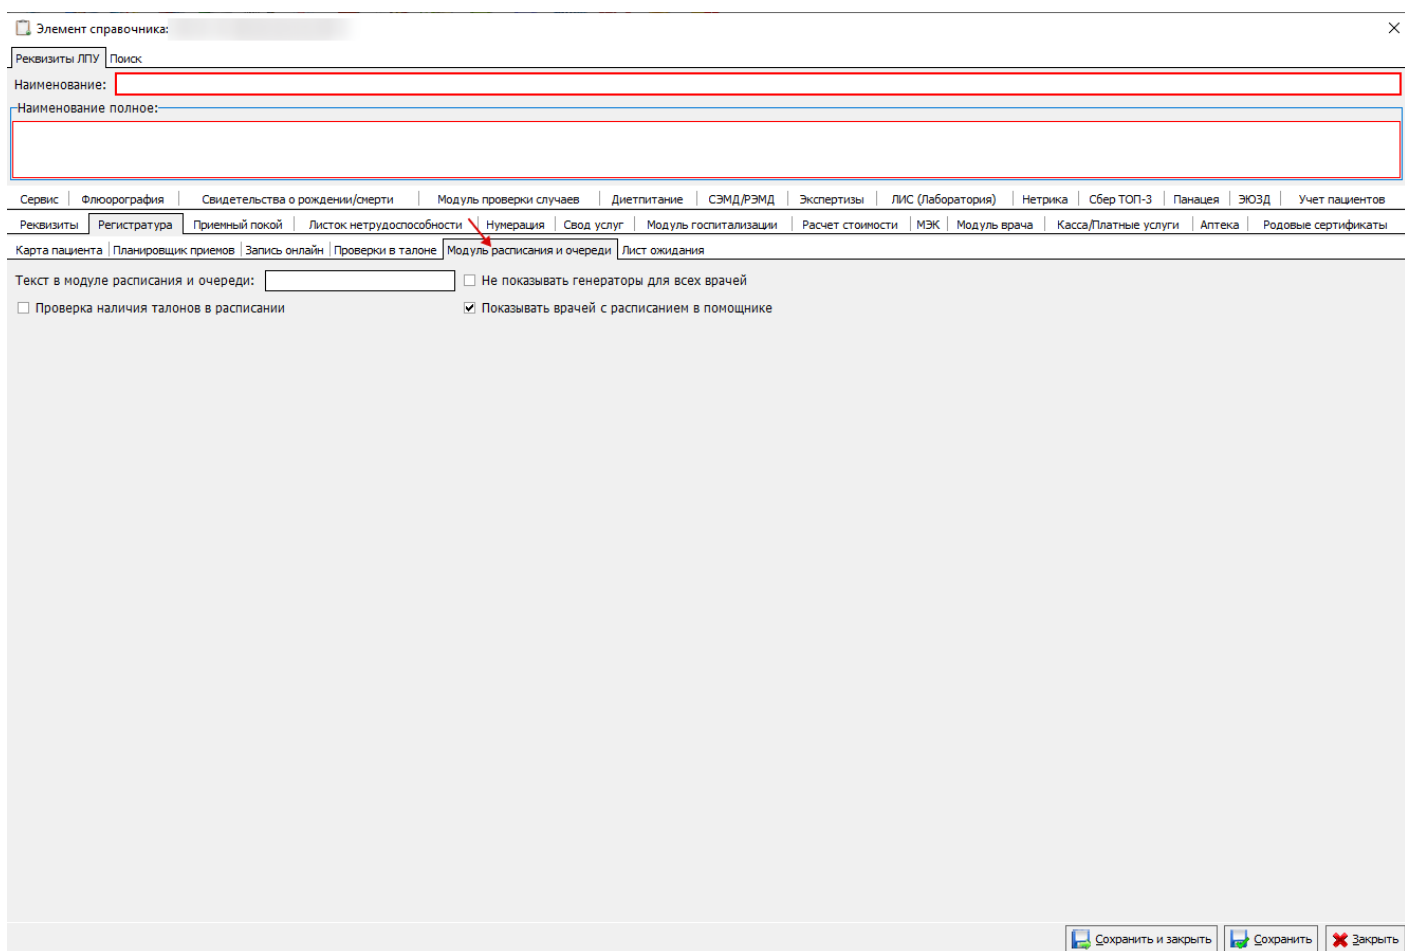 Элемент справочника:
Реквизиты ЛПУ Поиск
Наименование:
Наименование полное:
Сервис Флюорография Свидетельства о рождении/смерти Модуль проверки случаев Диетпитание СЭМД/РЭМД Экспертизы ЛИС (Лаборатория) Нетрика Сбер ТОП-3 Панацея ЭЮЗД Учет пациентов
Реквизиты Регистратура Приемный покой Листок нетрудоспособности Нумерация Свод услуг Модуль госпитализации Расчет стоимости МЭК Модуль врача Касса/Платные услуги Аптека Родовые сертификаты
Карта пациента Планировщик приемов Запись онлайн Проверки в талоне Модуль расписания и очереди Лист ожидания
Текст в модуле расписания и очереди: Не показывать генераторы для всех врачей
Проверка наличия талонов в расписании Показывать врачей с расписанием в помощнике
Сохранить и закрыть Сохранить Закрыть